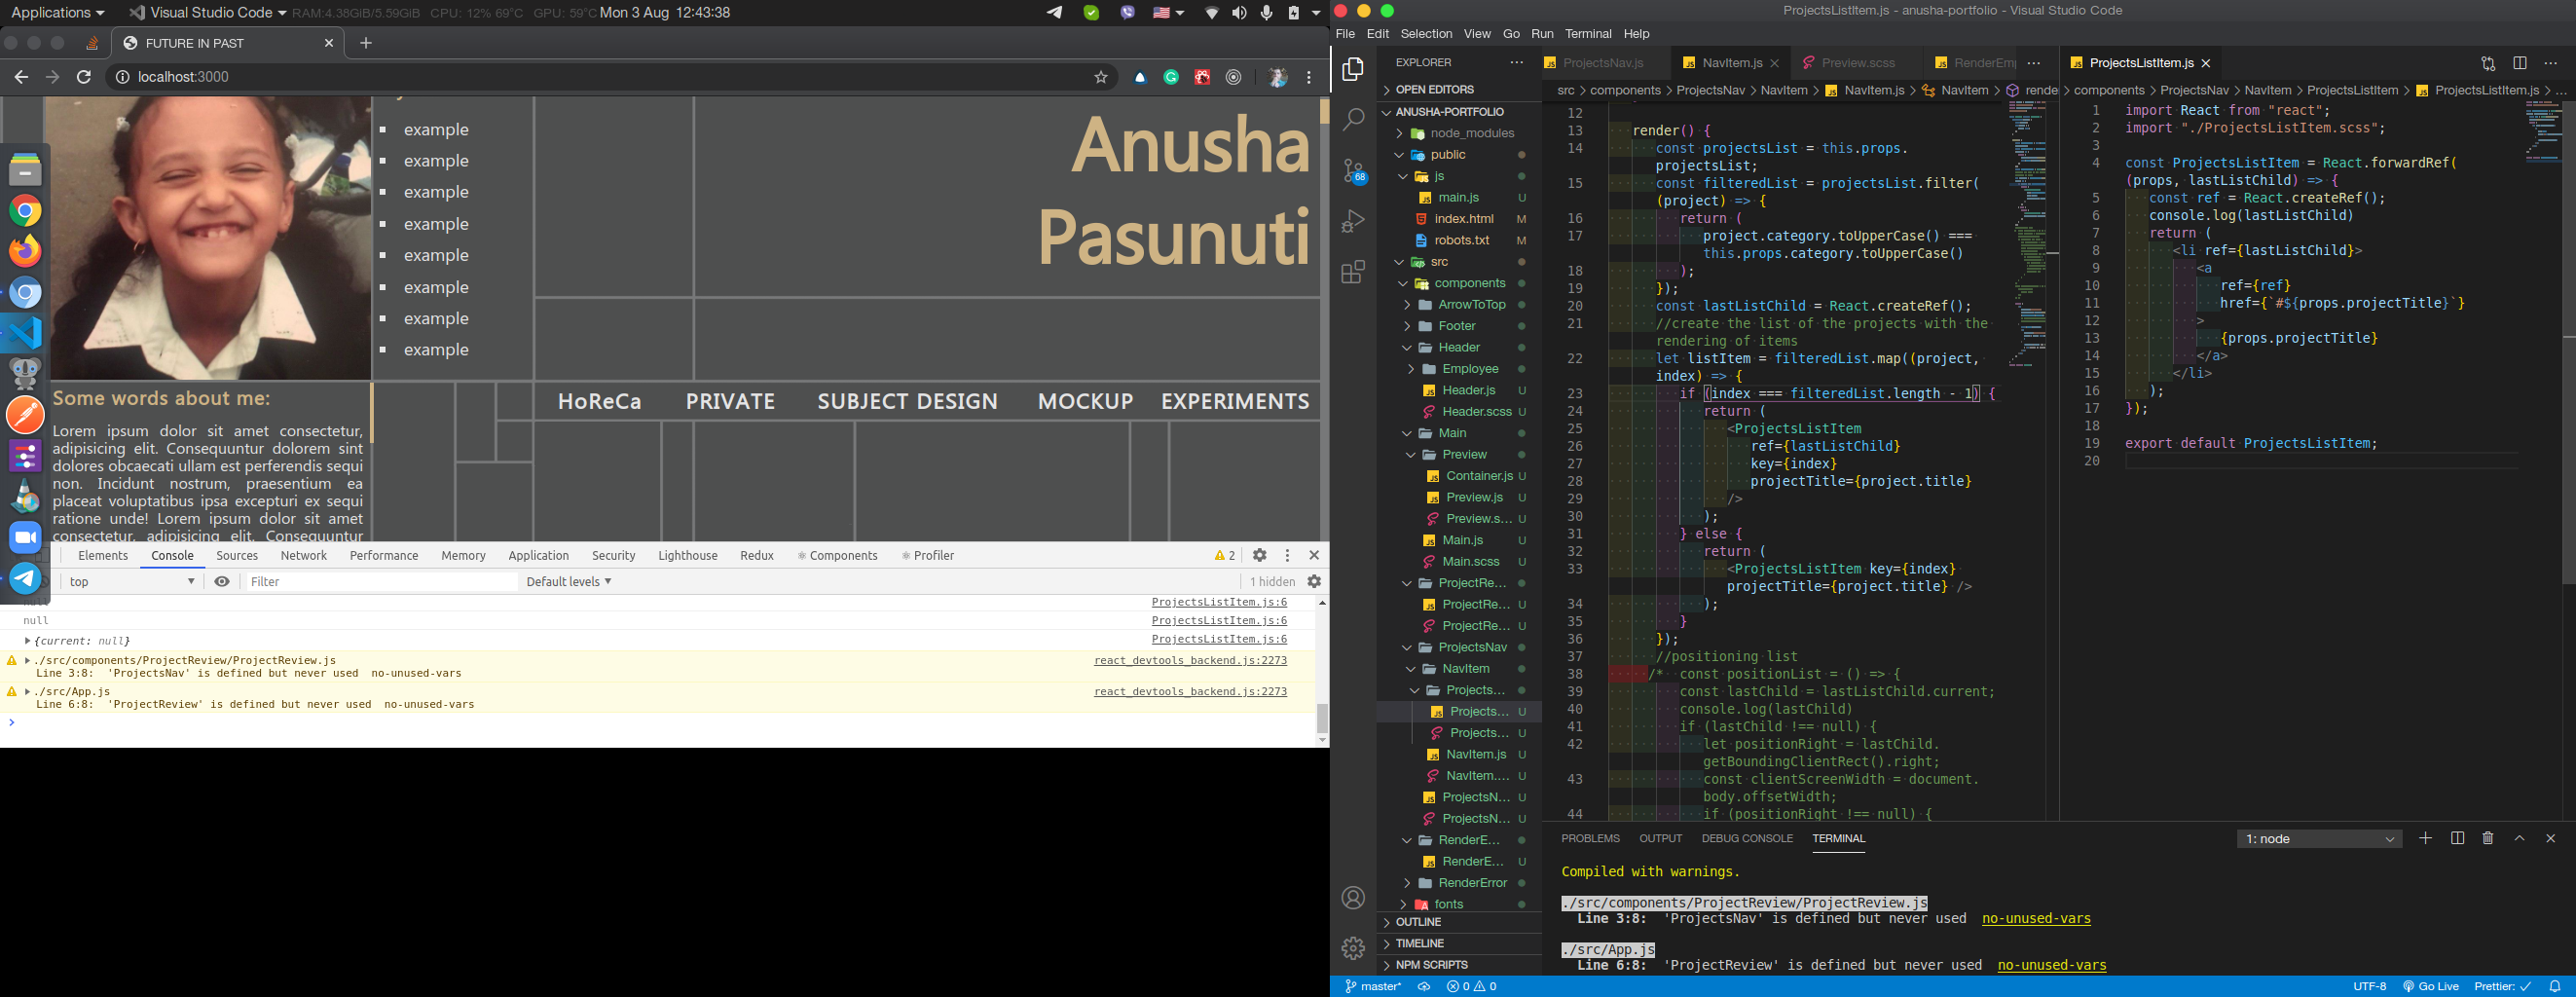 Applications
Visual Studio Code
RAM:4.38GiB/5.59GiB CPU: 12% 69°C GPU: 59°C
Mon 3 Aug 12:43:38
FUTURE IN PAST
localhost:3000
example
example
example
example
example
example
example
example
Anusha
Pasunuti
HoReCa PRIVATE SUBJECT DESIGN MOCKUP EXPERIMENTS
Some words about me:
Lorem ipsum dolor sit amet consectetur,
adipisicing elit. Consequuntur dolorem sint
dolores obcaecati ullam est perferendis sequi
non. Incidunt nostrum, praesentium ea
placeat voluptatibus ipsa excepturi ex sequi
ratione unde! Lorem ipsum dolor sit amet
consectetur, adipisicing elit. Consequuntur
Elements Console Sources Network Performance Memory Application Security Lighthouse Redux Components Profiler 2
top Filter Default levels 1 hidden
null ProjectsListItem.js:6
null ProjectsListItem.js:6
{current: null} ProjectsListItem.js:6
./src/components/ProjectReview/ProjectReview.js react_devtools_backend.js:2273
Line 3:8: 'ProjectsNav' is defined but never used no-unused-vars
./src/App.js react_devtools_backend.js:2273
Line 6:8: 'ProjectReview' is defined but never used no-unused-vars
ProjectsListItem.js - anusha-portfolio - Visual Studio Code
File Edit Selection View Go Run Terminal Help
68
EXPLORER
OPEN EDITORS
ANUSHA-PORTFOLIO
node_modules
public
js
main.js U
index.html M
robots.txt M
src
components
ArrowToTop
Footer
Header
Employee
Header.js U
Header.scss U
Main
Preview
Container.js U
Preview.js U
Preview.s... U
Main.js U
Main.scss U
ProjectRe...
ProjectRe... U
ProjectRe... U
ProjectsNav
NavItem
Projects...
Projects... U
Projects... U
NavItem.js U
NavItem.... U
ProjectsN... U
ProjectsN... U
RenderE...
RenderE... U
RenderError
fonts
OUTLINE
TIMELINE
NPM SCRIPTS
ProjectsNav.js NavItem.js Preview.scss RenderEm
src > components > ProjectsNav > NavItem > NavItem.js > NavItem > rende
12
13 render() {
14 const projectsList = this.props.
projectsList;
15 const filteredList = projectsList.filter(
(project) => {
16 return (
17 project.category.toUpperCase() ===
this.props.category.toUpperCase()
18 );
19 });
20 const lastListChild = React.createRef();
21 //create the list of the projects with the
rendering of items
22 let listItem = filteredList.map((project,
index) => {
23 if (index === filteredList.length - 1) {
24 return (
25 <ProjectsListItem
26 ref={lastListChild}
27 key={index}
28 projectTitle={project.title}
29 />
30 );
31 } else {
32 return (
33 <ProjectsListItem key={index}
projectTitle={project.title} />
34 );
35 }
36 });
37 //positioning list
38 /* const positionList = () => {
39 const lastChild = lastListChild.current;
40 console.log(lastChild)
41 if (lastChild !== null) {
42 let positionRight = lastChild.
getBoundingClientRect().right;
43 const clientScreenWidth = document.
body.offsetWidth;
44 if (positionRight !== null) {
ProjectsListItem.js
> components > ProjectsNav > NavItem > ProjectsListItem > ProjectsListItem.js > ...
1 import React from "react";
2 import "./ProjectsListItem.scss";
3
4 const ProjectsListItem = React.forwardRef(
(props, lastListChild) => {
5 const ref = React.createRef();
6 console.log(lastListChild)
7 return (
8 <li ref={lastListChild}>
9 <a
10 ref={ref}
11 href={`#${props.projectTitle}`}
12 >
13 {props.projectTitle}
14 </a>
15 </li>
16 );
17 });
18
19 export default ProjectsListItem;
20
PROBLEMS OUTPUT DEBUG CONSOLE TERMINAL 1: node
Compiled with warnings.
./src/components/ProjectReview/ProjectReview.js
Line 3:8: 'ProjectsNav' is defined but never used no-unused-vars
./src/App.js
Line 6:8: 'ProjectReview' is defined but never used no-unused-vars
master* 0 0 UTF-8 Go Live Prettier: ✓